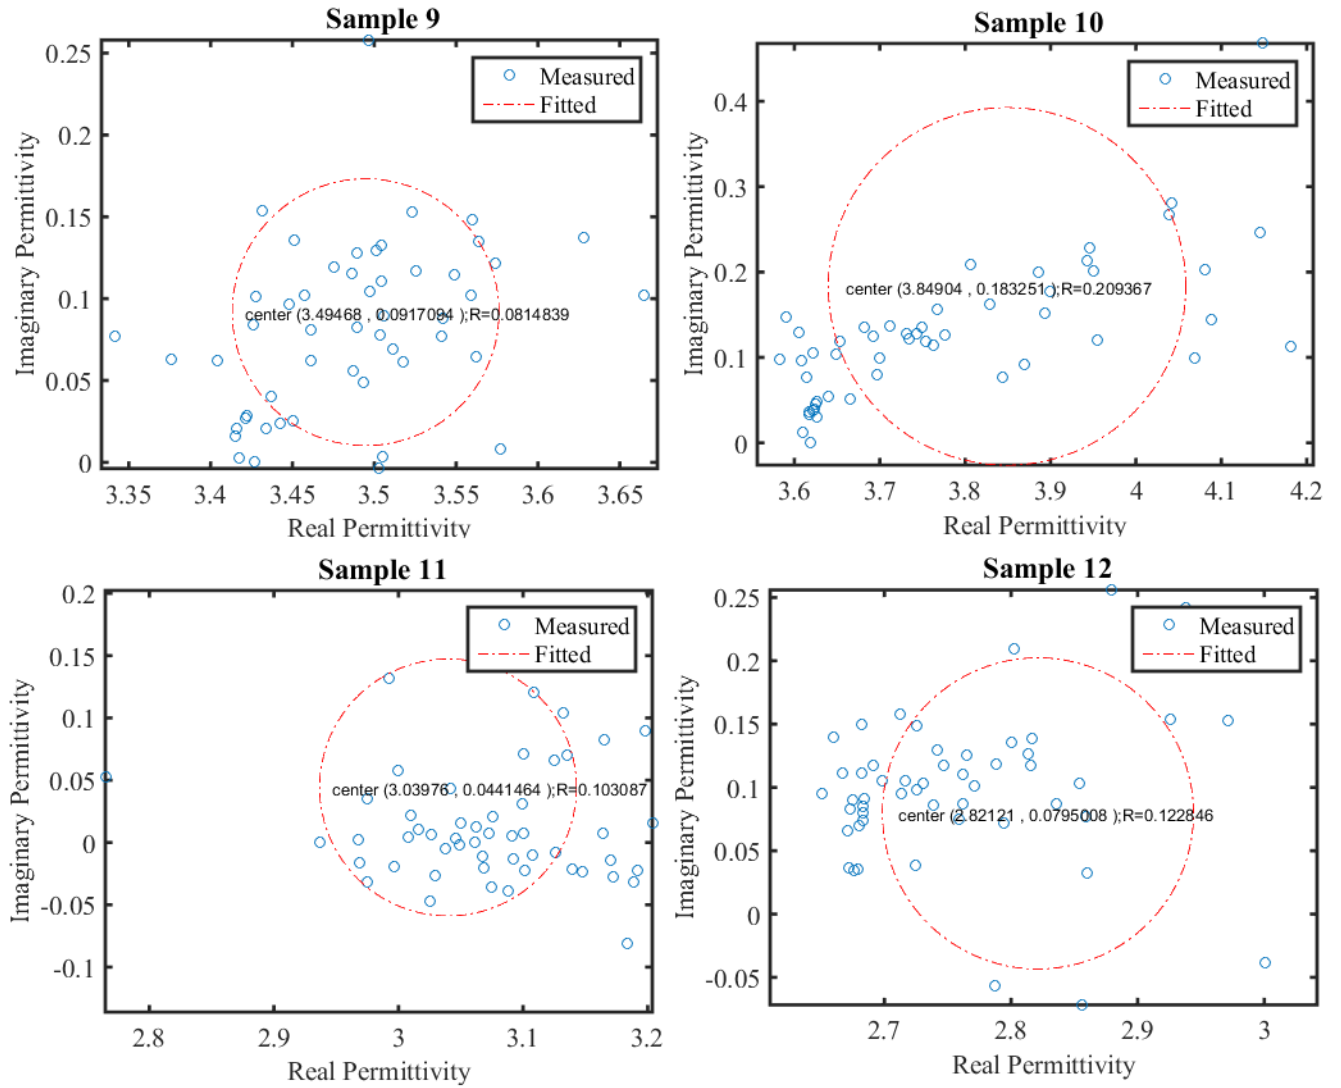 Sample 9
0.25
0.2
0.15
0.1
0.05
0
Imaginary Permittivity
Measured
Fitted
center (3.49468 , 0.0917094 );R=0.0814839
3.35 3.4 3.45 3.5 3.55 3.6 3.65
Real Permittivity
Sample 10
0.4
0.3
0.2
0.1
0
Imaginary Permittivity
Measured
Fitted
center (3.84904 , 0.183251 );R=0.209367
3.6 3.7 3.8 3.9 4 4.1 4.2
Real Permittivity
Sample 11
0.2
0.15
0.1
0.05
0
-0.05
-0.1
Imaginary Permittivity
Measured
Fitted
center (3.03976 , 0.0441464 );R=0.103087
2.8 2.9 3 3.1 3.2
Real Permittivity
Sample 12
0.25
0.2
0.15
0.1
0.05
0
-0.05
Imaginary Permittivity
Measured
Fitted
center (2.82121 , 0.0795008 );R=0.122846
2.7 2.8 2.9 3
Real Permittivity